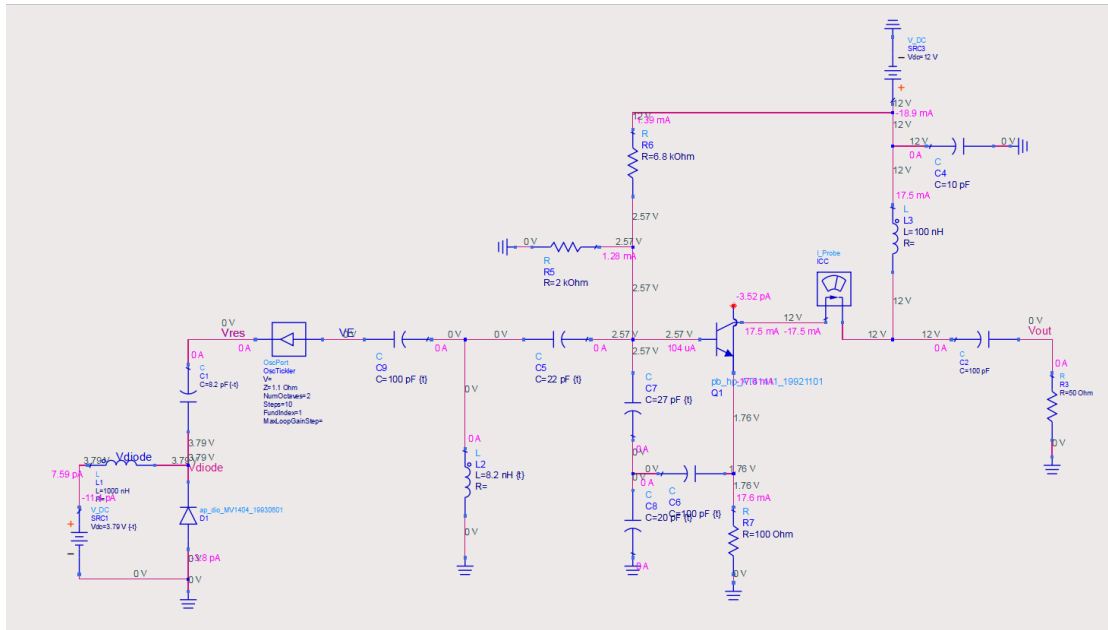 V_DC
SRC3
Vdc=12 V
12 V
-18.9 mA
12 V
12 V
1.39 mA
R
R6
R=6.8 kOhm
12 V
0 A
0 V
C
C4
C=10 pF
12 V
17.5 mA
L
L3
L=100 nH
R=
2.57 V
0 V
2.57 V
1.28 mA
R
R5
R=2 kOhm
2.57 V
I_Probe
ICC
12 V
-3.52 pA
12 V
17.5 mA
-17.5 mA
12 V
12 V
0 A
0 V
Vout
C
C2
C=100 pF
0 A
R
R3
R=50 Ohm
0 V
0 V
Vres
0 A
OscPort
OscTickler
V=
Z=1.1 Ohm
NumOctaves=2
Steps=10
FundIndex=1
MaxLoopGainStep=
0 V
0 A
C
C9
C=100 pF {t}
0 V
0 V
C
C5
C=22 pF {t}
0 A
2.57 V
2.57 V
2.57 V
104 uA
Q1
0 A
C
C1
C=8.2 pF {-t}
3.79 V
3.79 V
Vdiode
3.79 V
Vdiode
7.59 pA
L
L1
L=1000 nH
V_DC
SRC1
Vdc=3.79 V {-t}
ap_dio_MV1404_19930601
D1
0 V
0 V
0 A
L
L2
L=8.2 nH {t}
R=
0 V
C
C7
C=27 pF {t}
0 A
0 V
0 V
C
C6
C=100 pF {t}
C
C8
C=20 pF {t}
0 A
1.76 V
1.76 V
1.76 V
17.6 mA
R
R7
R=100 Ohm
0 V